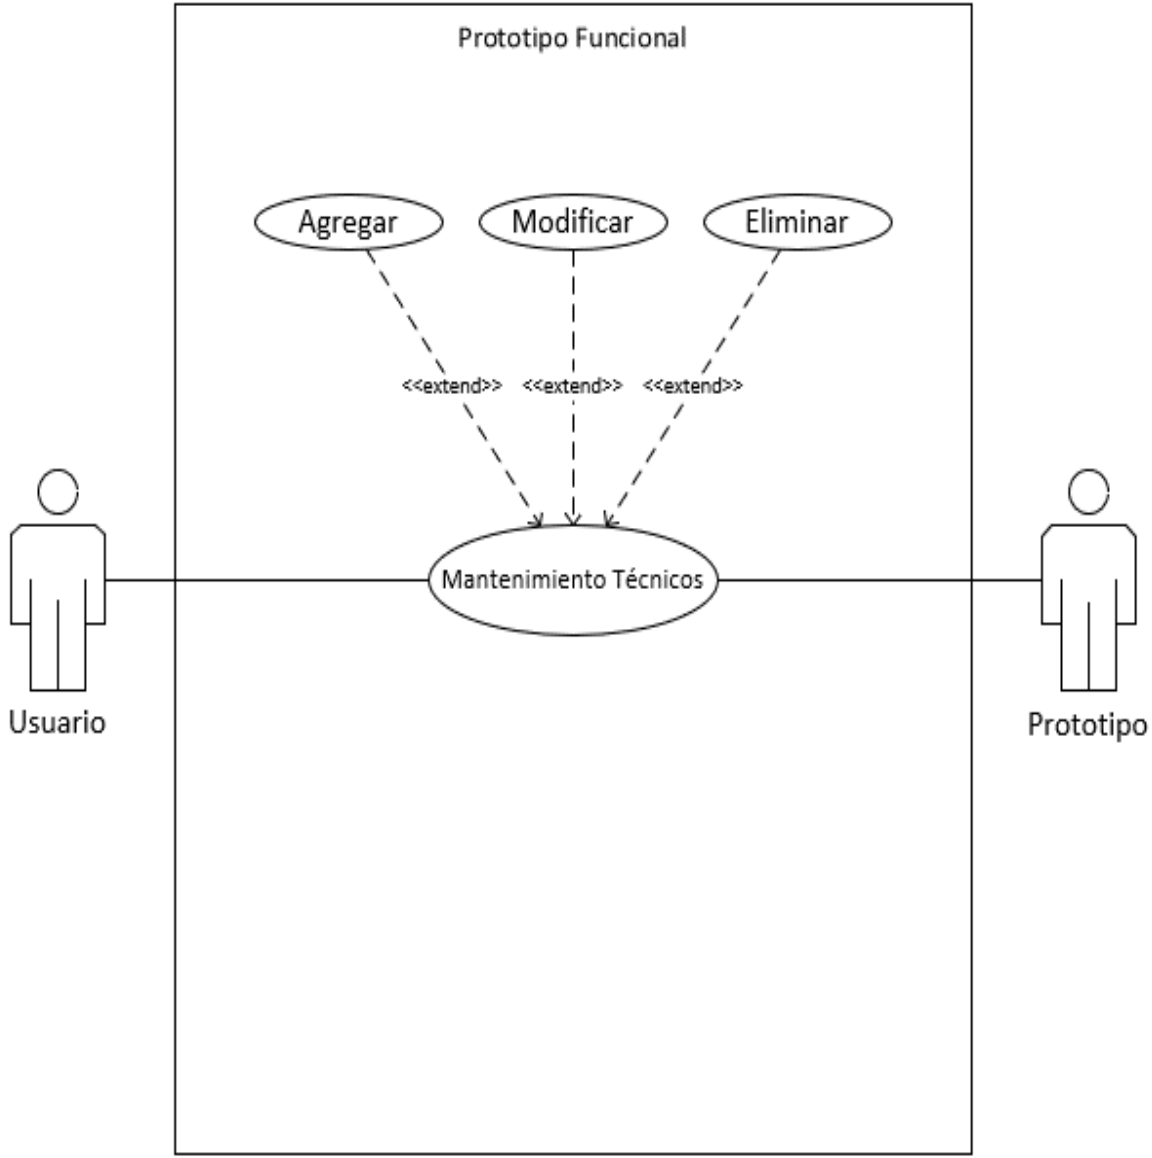 Prototipo Funcional
Agregar
Modificar
Eliminar
<<extend>>
<<extend>>
<<extend>>
Mantenimiento Técnicos
Usuario
Prototipo